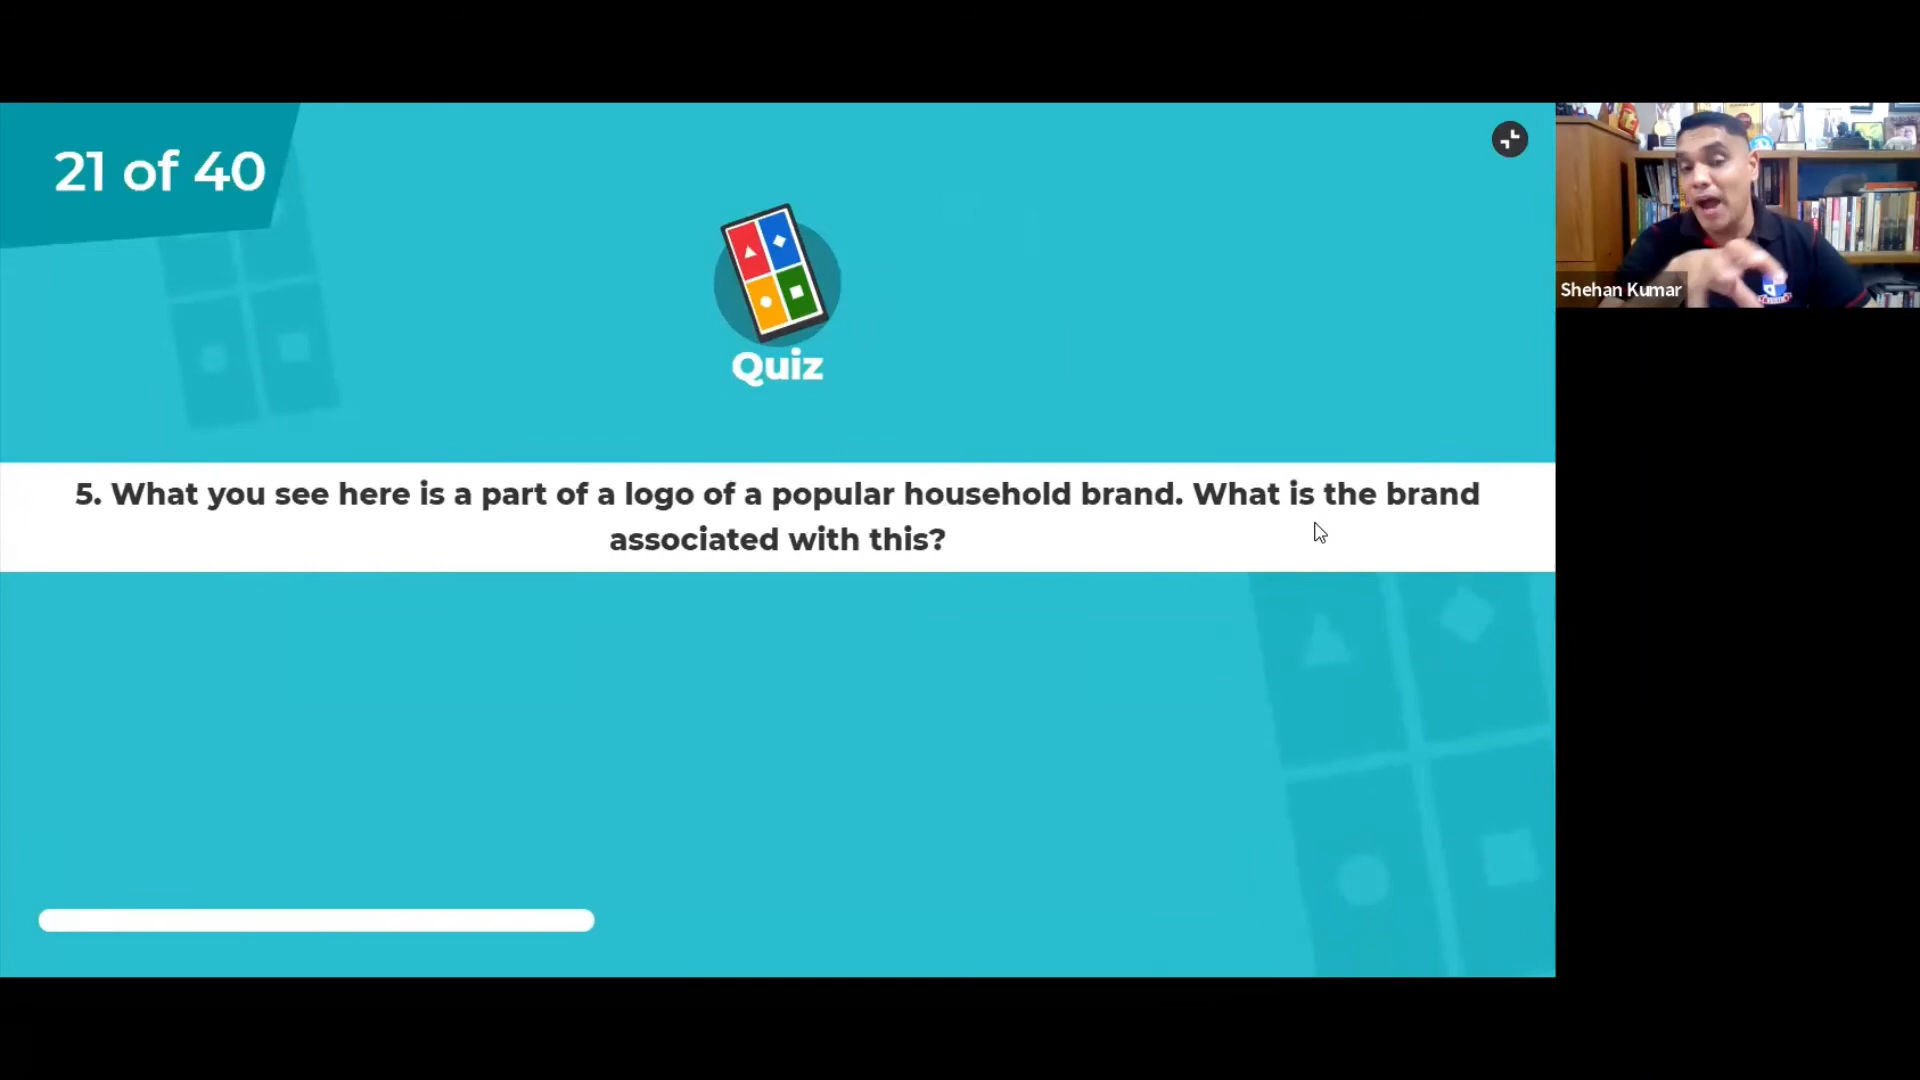 21 of 40
Quiz
5. What you see here is a part of a logo of a popular household brand. What is the brand
associated with this?
Shehan Kumar